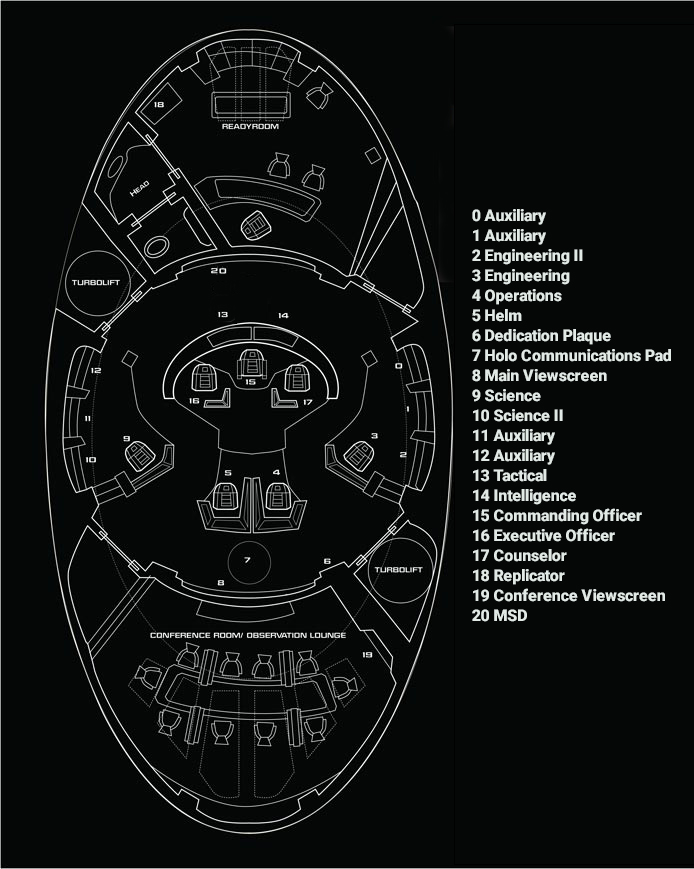 18
READYROOM
HEAD
TURBOLIFT
20
13
14
12
0
15
16
17
11
1
9
3
10
2
5
4
7
6
8
TURBOLIFT
CONFERENCE ROOM/ OBSERVATION LOUNGE
19
0 Auxiliary
1 Auxiliary
2 Engineering II
3 Engineering
4 Operations
5 Helm
6 Dedication Plaque
7 Holo Communications Pad
8 Main Viewscreen
9 Science
10 Science II
11 Auxiliary
12 Auxiliary
13 Tactical
14 Intelligence
15 Commanding Officer
16 Executive Officer
17 Counselor
18 Replicator
19 Conference Viewscreen
20 MSD